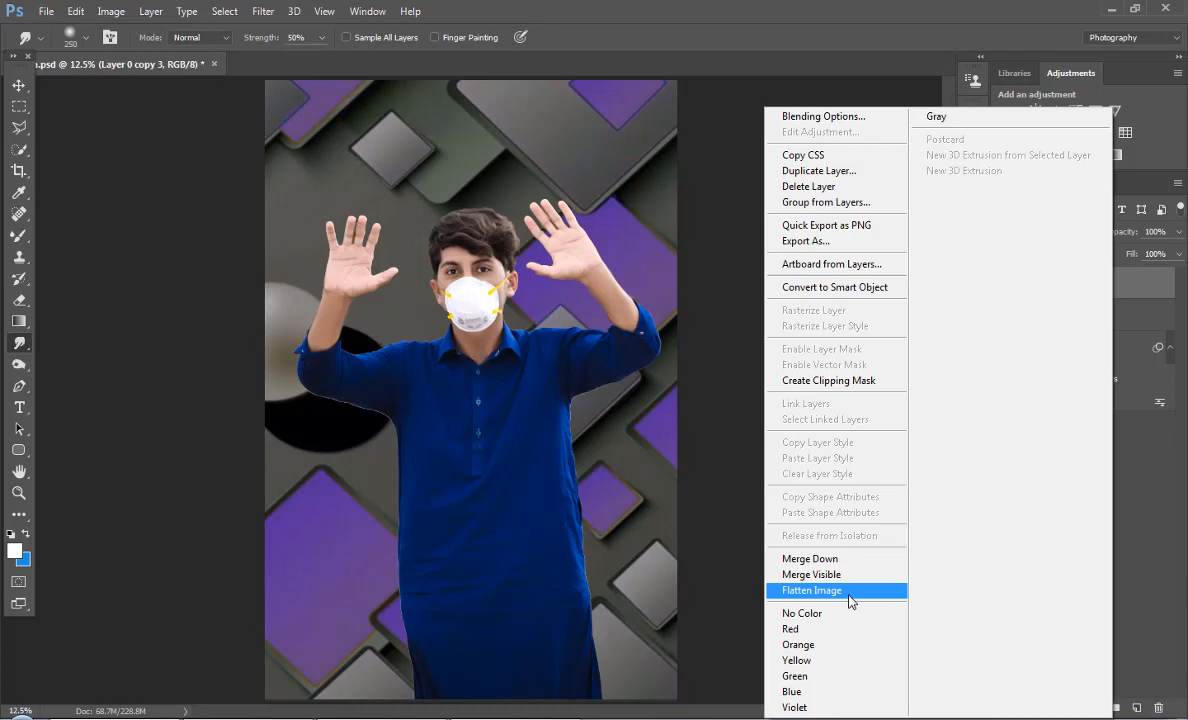 Ps File Edit Image Layer Type Select Filter 3D View Window Help
250 Mode: Normal Strength: 50% Sample All Layers Finger Painting Photography
.psd @ 12.5% (Layer 0 copy 3, RGB/8) *
Libraries Adjustments
Add an adjustment
Opacity: 100%
Fill: 100%
Blending Options...
Edit Adjustment...
Copy CSS
Duplicate Layer...
Delete Layer
Group from Layers...
Quick Export as PNG
Export As...
Artboard from Layers...
Convert to Smart Object
Rasterize Layer
Rasterize Layer Style
Enable Layer Mask
Enable Vector Mask
Create Clipping Mask
Link Layers
Select Linked Layers
Copy Layer Style
Paste Layer Style
Clear Layer Style
Copy Shape Attributes
Paste Shape Attributes
Release from Isolation
Merge Down
Merge Visible
Flatten Image
No Color
Red
Orange
Yellow
Green
Blue
Violet
Gray
Postcard
New 3D Extrusion from Selected Layer
New 3D Extrusion
12.5% Doc: 68.7M/228.8M